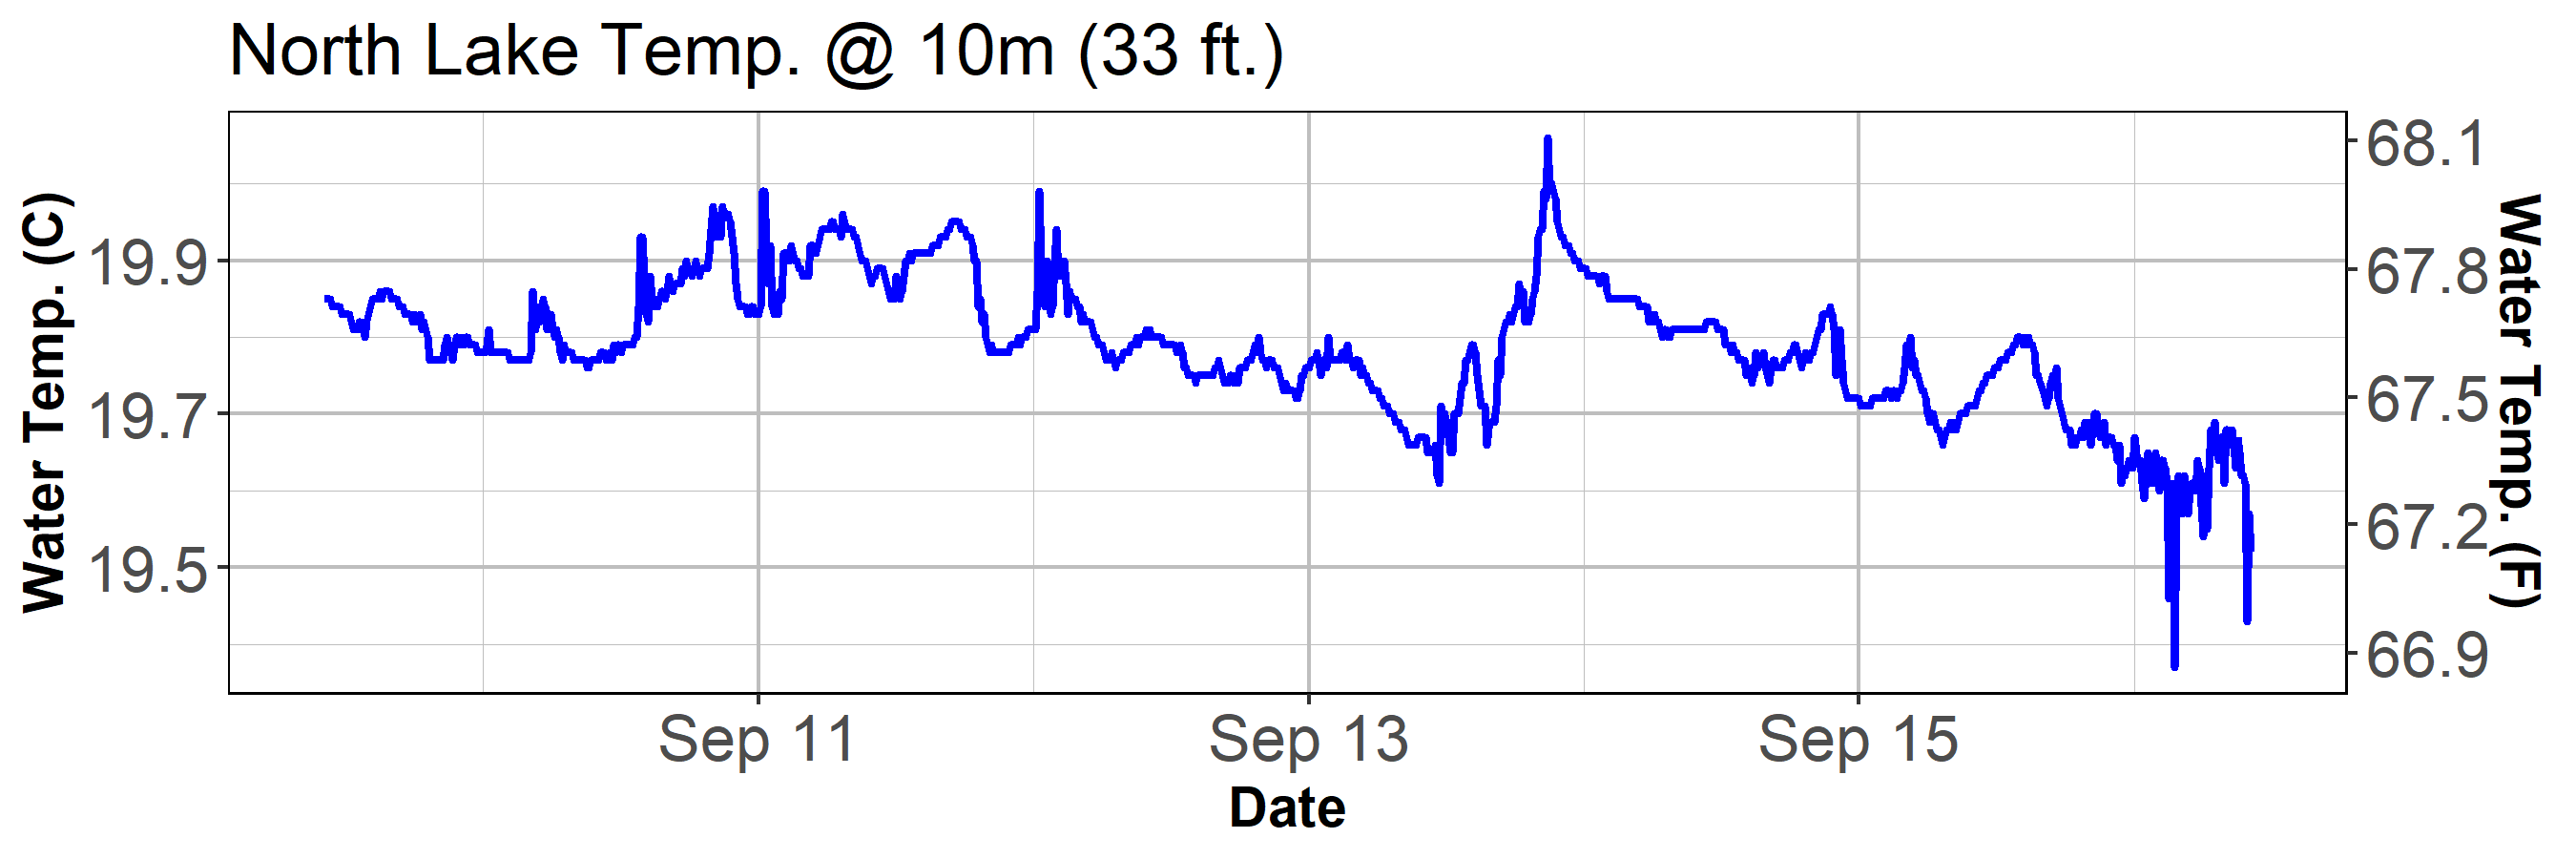 North Lake Temp. @ 10m (33 ft.)
Water Temp. (C)
19.9
19.7
19.5
68.1
67.8
67.5
67.2
66.9
Water Temp. (F)
Sep 11
Sep 13
Sep 15
Date